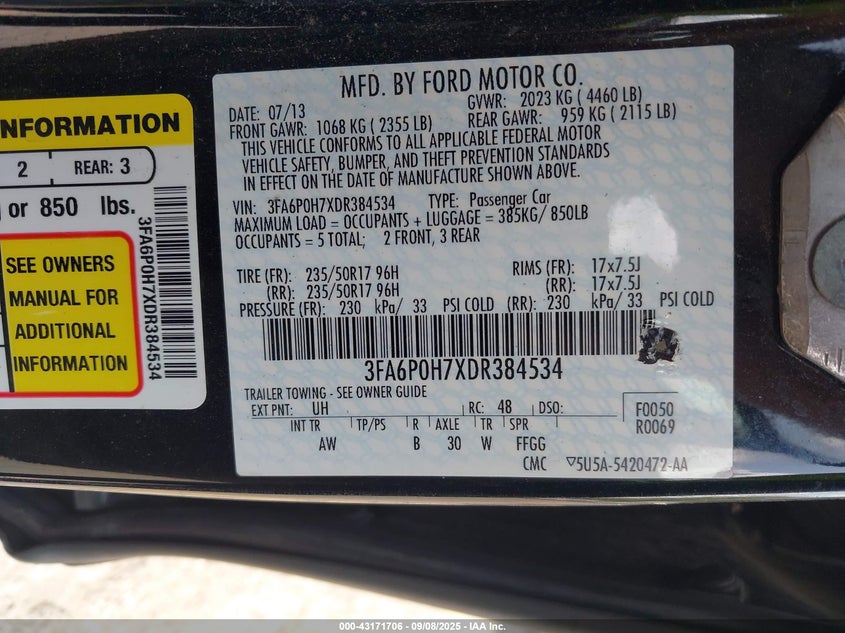 INFORMATION
2 REAR: 3
or 850 lbs.
SEE OWNERS
MANUAL FOR
ADDITIONAL
INFORMATION
3FA6P0H7XDR384534
MFD. BY FORD MOTOR CO.
DATE: 07/13 GVWR: 2023 KG ( 4460 LB)
FRONT GAWR: 1068 KG ( 2355 LB) REAR GAWR: 959 KG ( 2115 LB)
THIS VEHICLE CONFORMS TO ALL APPLICABLE FEDERAL MOTOR
VEHICLE SAFETY, BUMPER, AND THEFT PREVENTION STANDARDS
IN EFFECT ON THE DATE OF MANUFACTURE SHOWN ABOVE.
VIN: 3FA6P0H7XDR384534 TYPE: Passenger Car
MAXIMUM LOAD = OCCUPANTS + LUGGAGE = 385KG/ 850LB
OCCUPANTS = 5 TOTAL; 2 FRONT, 3 REAR
TIRE (FR): 235/50R17 96H RIMS (FR): 17x7.5J
(RR): 235/50R17 96H (RR): 17x7.5J
PRESSURE (FR): 230 kPa/ 33 PSI COLD (RR): 230 kPa/ 33 PSI COLD
3FA6P0H7XDR384534
TRAILER TOWING - SEE OWNER GUIDE
EXT PNT: UH RC: 48 DSO: F0050
R0069
INT TR TP/PS R AXLE TR SPR
AW B 30 W FFGG
CMC 5U5A-5420472-AA
000-43171706 - 09/08/2025 - IAA Inc.